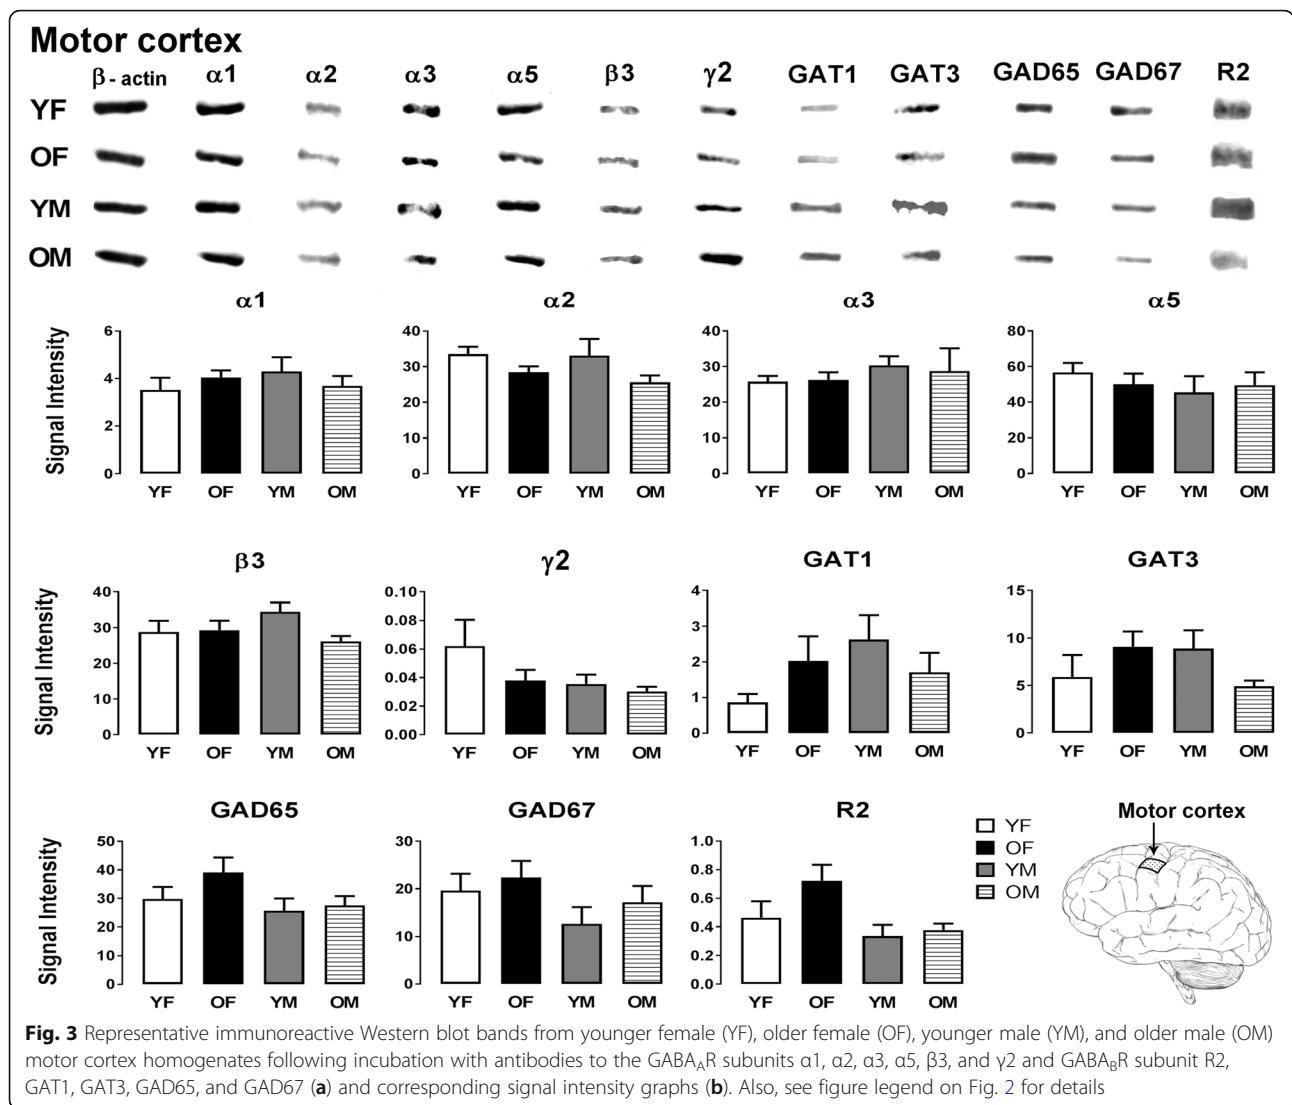 Motor cortex
β - actin α1 α2 α3 α5 β3 γ2 GAT1 GAT3 GAD65 GAD67 R2
YF
OF
YM
OM
α1 α2 α3 α5
Signal Intensity
6 40 40 80
4 30 30 60
2 20 20 40
0 10 10 20
0 0 0
YF OF YM OM YF OF YM OM YF OF YM OM YF OF YM OM
β3 γ2 GAT1 GAT3
Signal Intensity
40 0.10 4 15
30 0.08 3 10
20 0.06 2 5
10 0.04 1 0
0 0.02 0
0.00
YF OF YM OM YF OF YM OM YF OF YM OM YF OF YM OM
GAD65 GAD67 R2
Signal Intensity
50 30 1.0
40 20 0.8
30 10 0.6
20 0 0.4
10 0.2
0 0.0
YF OF YM OM YF OF YM OM YF OF YM OM
YF
OF
YM
OM
Motor cortex
Fig. 3 Representative immunoreactive Western blot bands from younger female (YF), older female (OF), younger male (YM), and older male (OM)
motor cortex homogenates following incubation with antibodies to the GABA_AR subunits α1, α2, α3, α5, β3, and γ2 and GABA_BR subunit R2,
GAT1, GAT3, GAD65, and GAD67 (a) and corresponding signal intensity graphs (b). Also, see figure legend on Fig. 2 for details